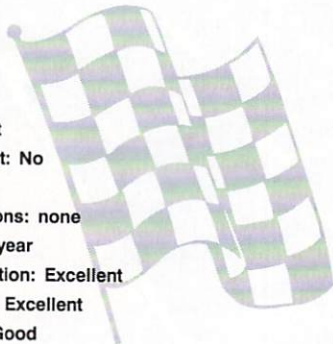 :
t: No
ons: none
year
tion: Excellent
Excellent
Good